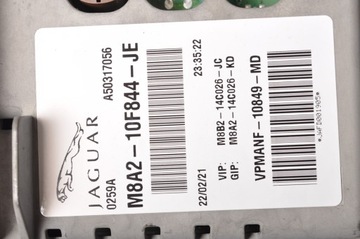 JAGUAR
A50317056
0259A
M8A2-10F844-JE
22/02/21
23:35:22
VIP: M8B2-14C026-JC
GIP: M8A2-14C026-KD
VPMANF-10849-MD